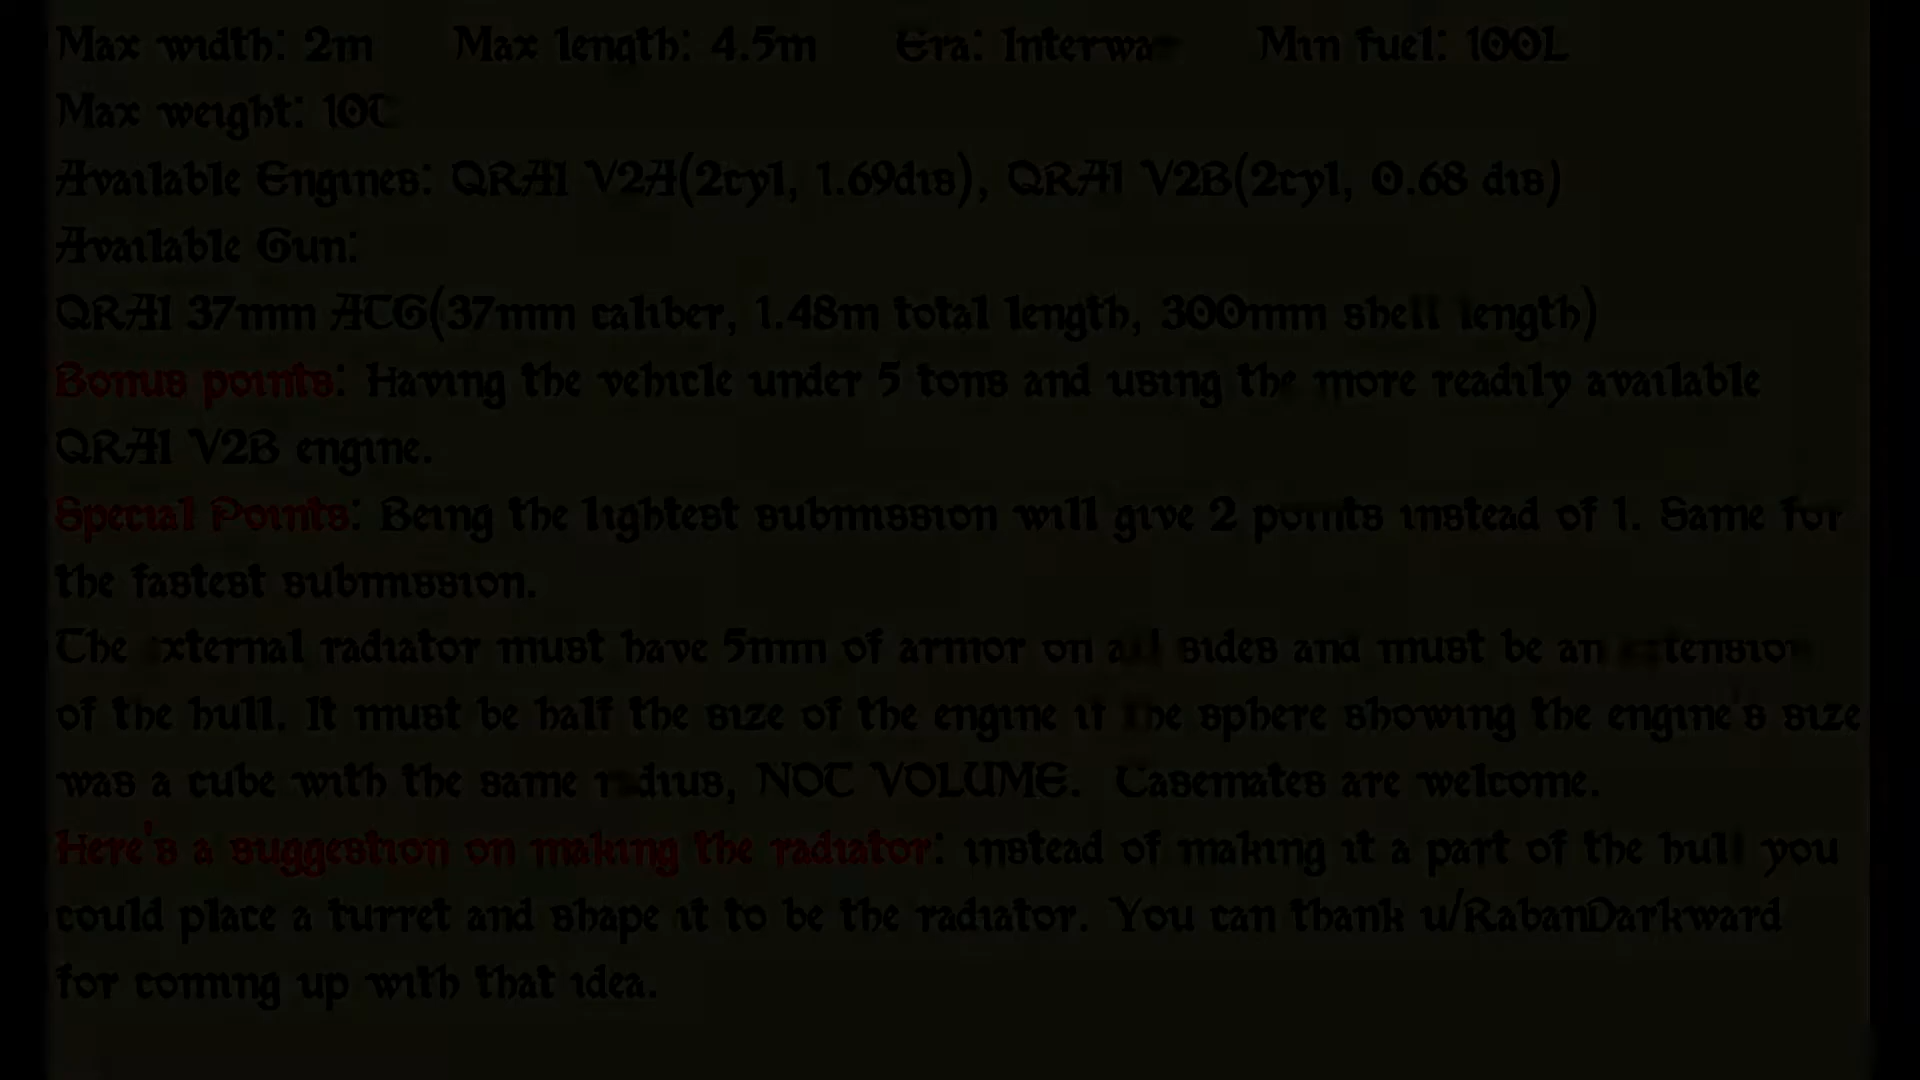 Max width: 2m Max length: 4.5m Era: Interwar Min fuel: 100L
Max weight: 10T
Available Engines: QRA1 V2A(2cyl, 1.69dis), QRA1 V2B(2cyl, 0.68 dis)
Available Gun:
QRA1 37mm ATG(37mm caliber, 1.48m total length, 300mm shell length)
Bonus points: Having the vehicle under 5 tons and using the more readily available
QRA1 V2B engine.
Special Points: Being the lightest submission will give 2 points instead of 1. Same for
the fastest submission.
The external radiator must have 5mm of armor on all sides and must be an extension
of the hull. It must be half the size of the engine if the sphere showing the engine's size
was a cube with the same radius, NOT VOLUME. Casemates are welcome.
Here's a suggestion on making the radiator: instead of making it a part of the hull you
could place a turret and shape it to be the radiator. You can thank u/RabanDarkward
for coming up with that idea.